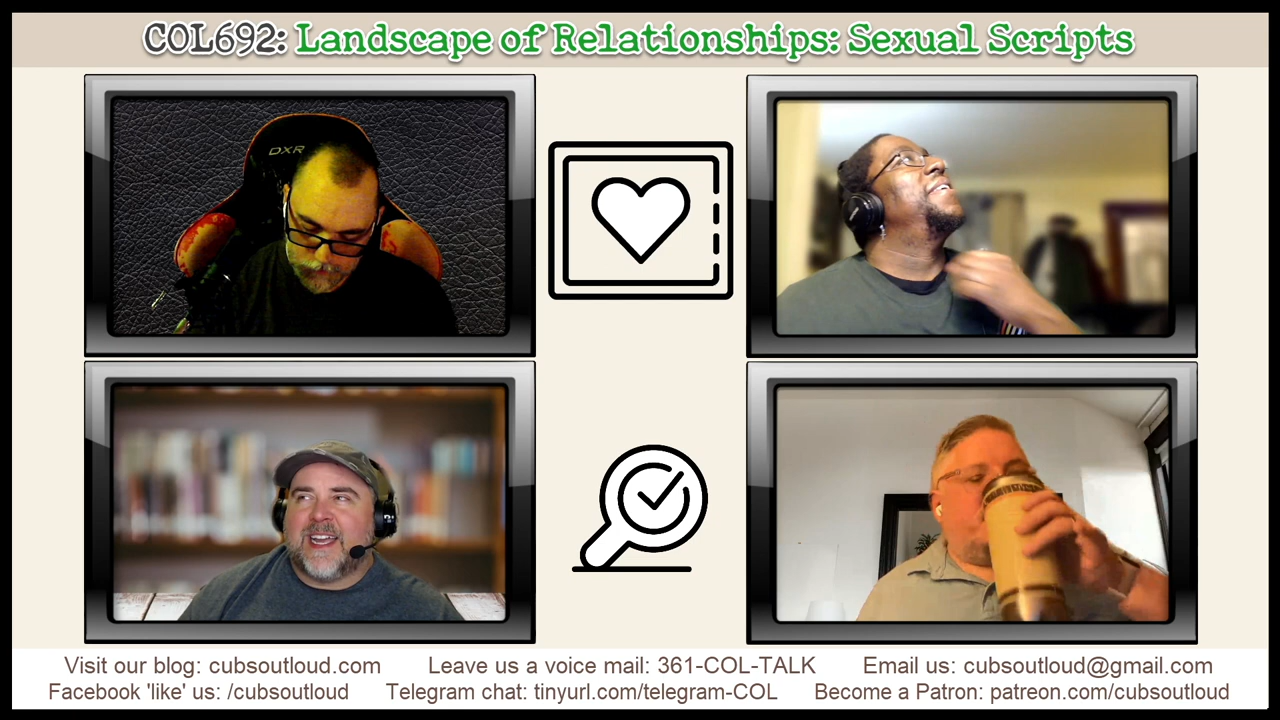 COL692: Landscape of Relationships: Sexual Scripts
DXR
Visit our blog: cubsoutloud.com Leave us a voice mail: 361-COL-TALK Email us: cubsoutloud@gmail.com
Facebook 'like' us: /cubsoutloud Telegram chat: tinyurl.com/telegram-COL Become a Patron: patreon.com/cubsoutloud